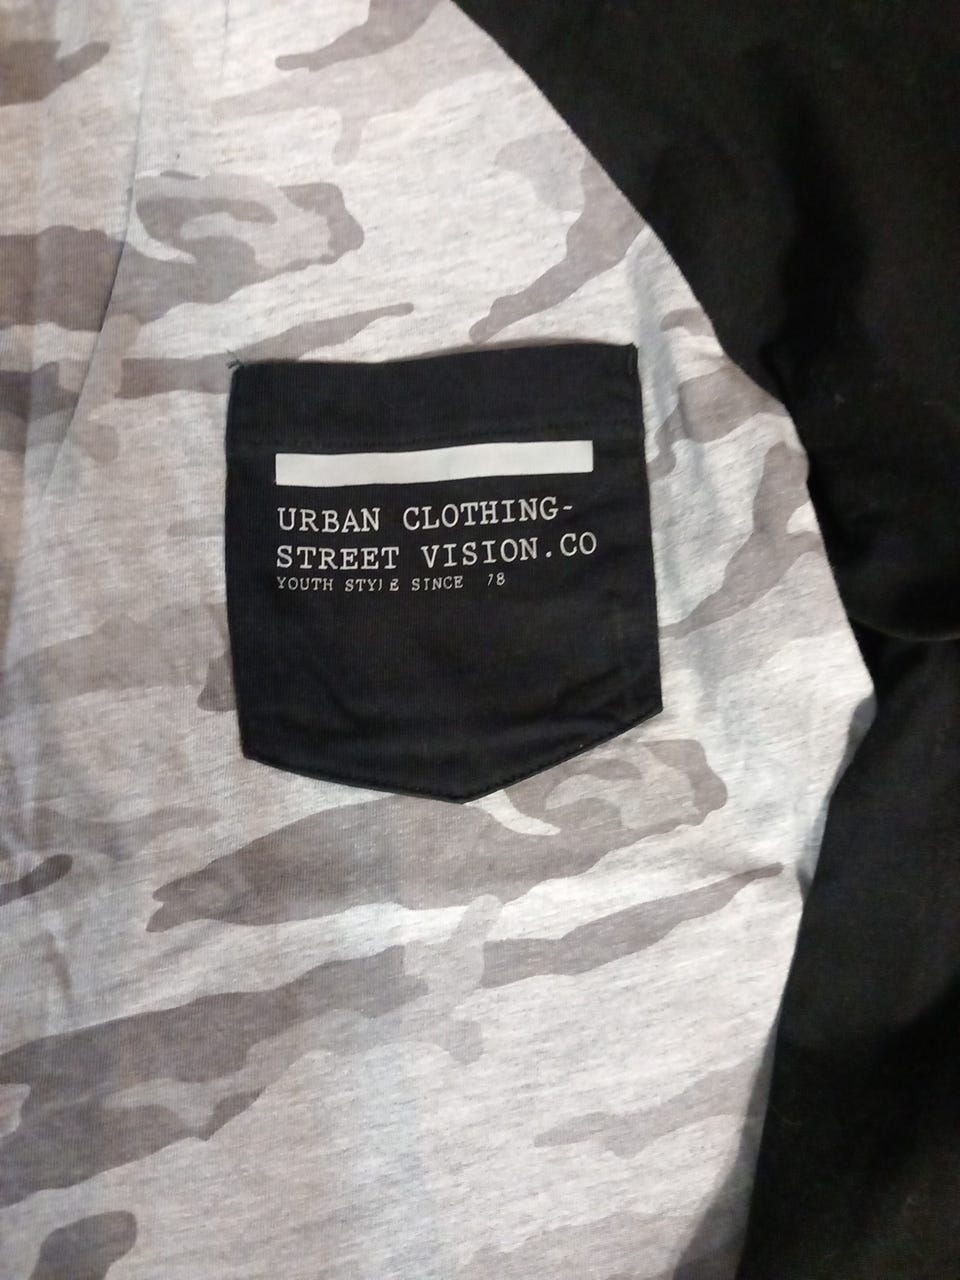 URBAN CLOTHING-
STREET VISION.CO
YOUTH STYLE SINCE 78